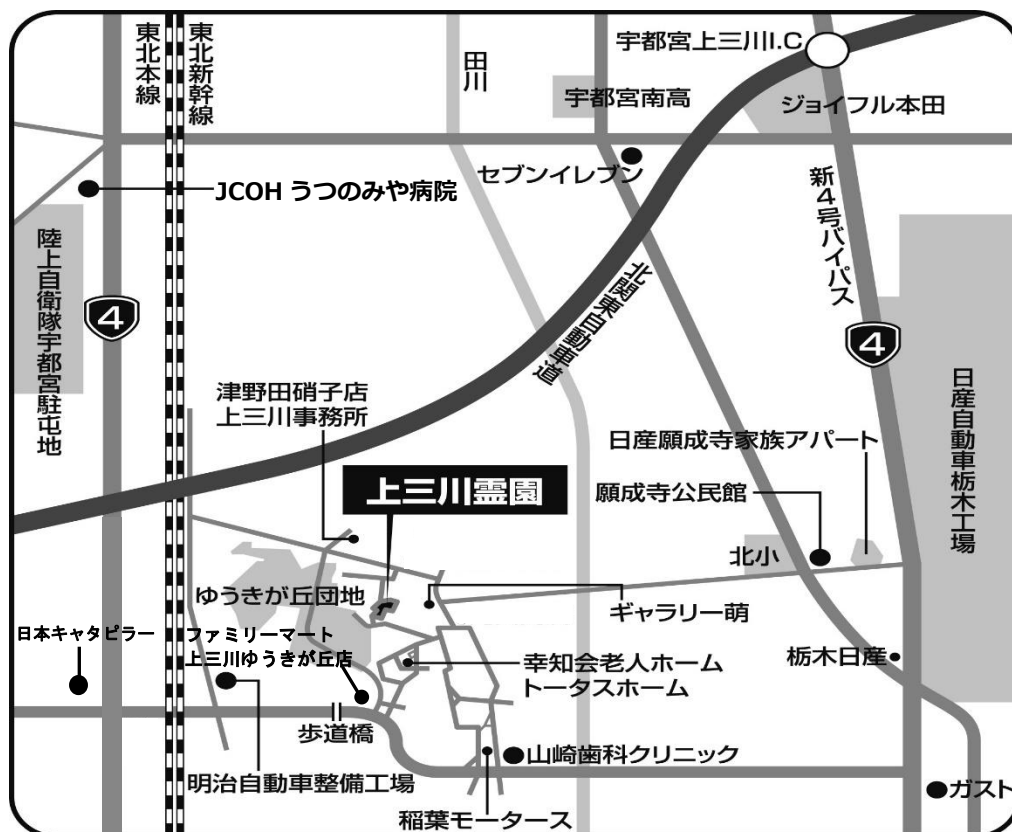 東北本線
東北新幹線
田川
宇都宮上三川I.C
宇都宮南高
ジョイフル本田
セブンイレブン
JCOH うつのみや病院
陸上自衛隊宇都宮駐屯地
4
新4号バイパス
北関東自動車道
4
日産自動車栃木工場
津野田硝子店
上三川事務所
日産願成寺家族アパート
上三川霊園
願成寺公民館
北小
ゆうきが丘団地
ギャラリー萌
日本キャタピラー
ファミリーマート
上三川ゆうきが丘店
幸知会老人ホーム
トータスホーム
栃木日産
歩道橋
山崎歯科クリニック
明治自動車整備工場
ガスト
稲葉モータース